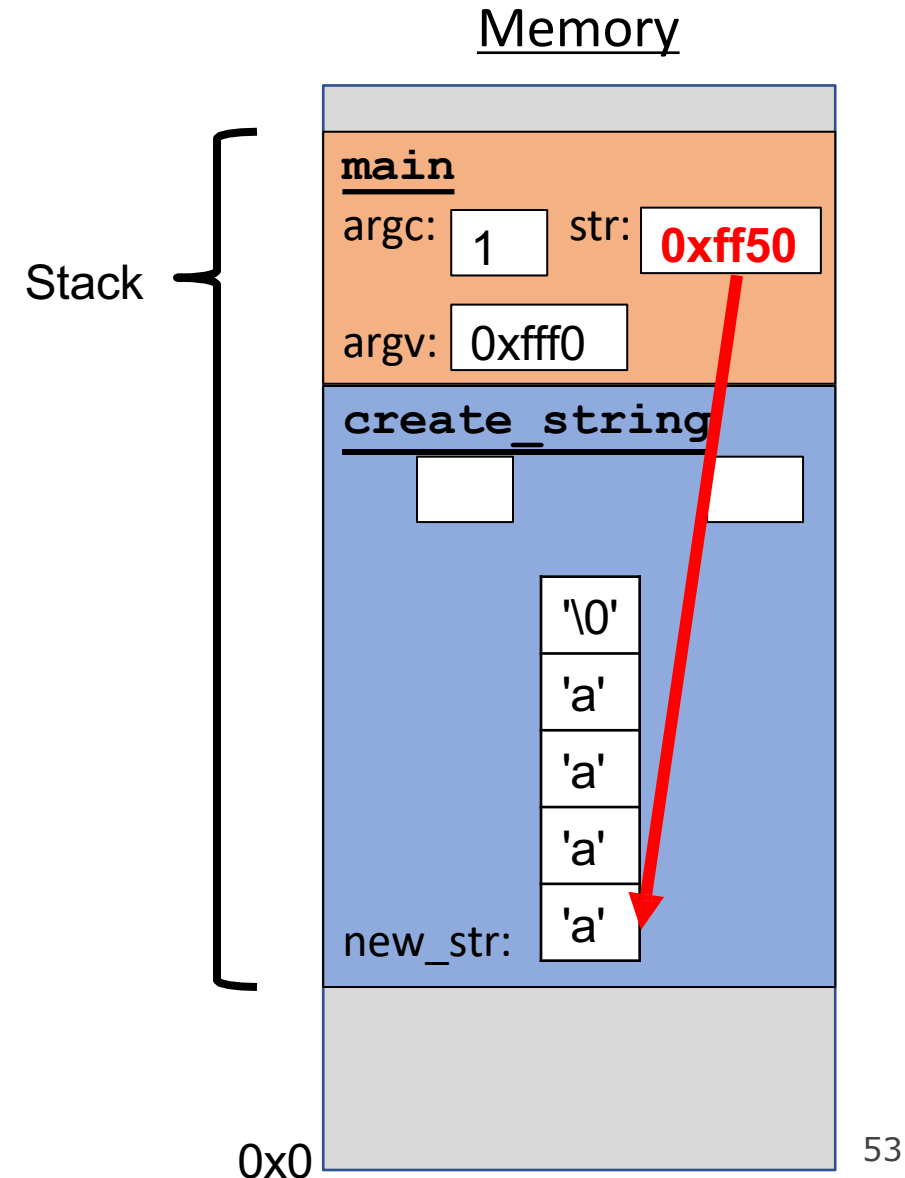 Memory
main
argc: 1 str: 0xff50
Stack
argv: 0xfff0
create_string
'\0'
'a'
'a'
'a'
new_str: 'a'
0x0
53